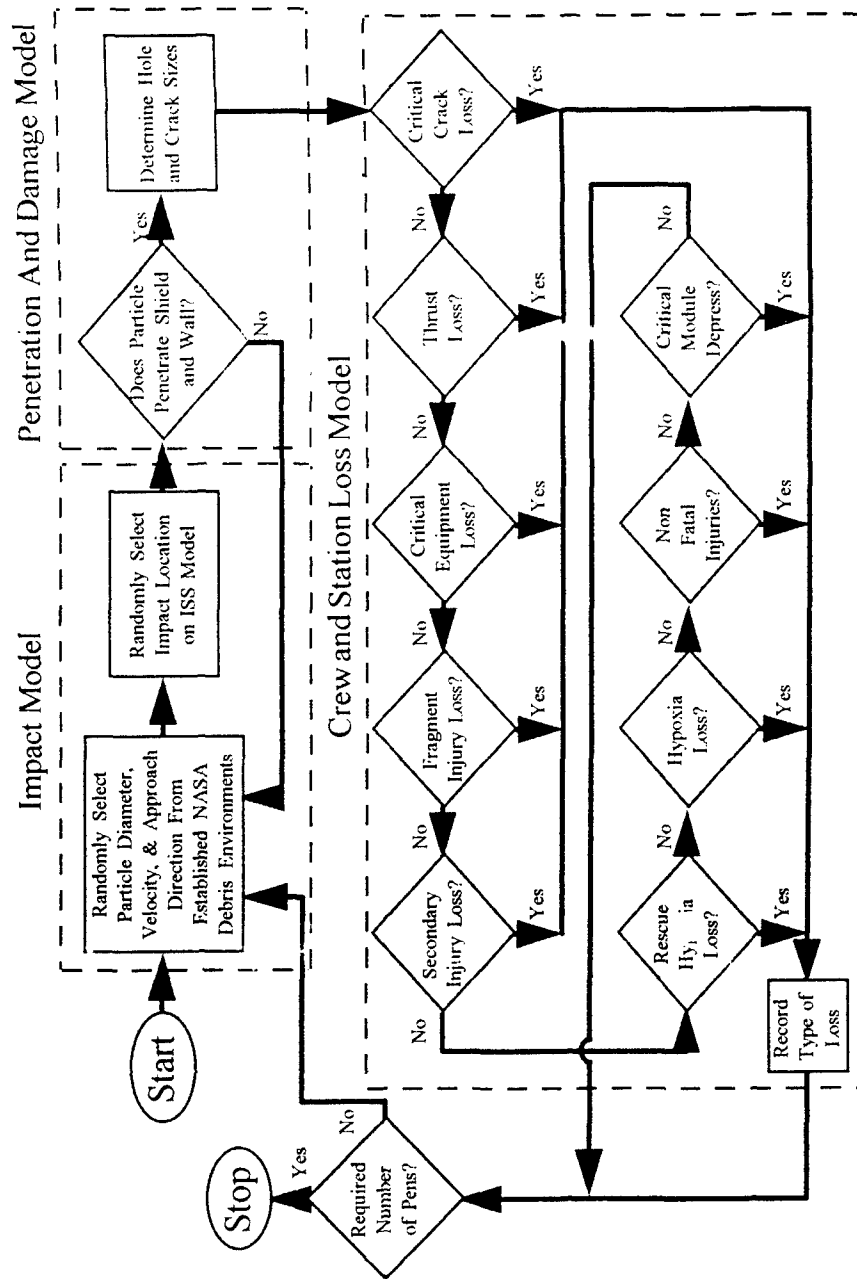 Impact Model
Penetration And Damage Model
Start
Randomly Select
Particle Diameter,
Velocity, & Approach
Direction From
Established NASA
Debris Environments
Randomly Select
Impact Location
on ISS Model
Does Particle
Penetrate Shield
and Wall?
Yes
No
Determine Hole
and Crack Sizes
Stop
Yes
Required
Number
of Pens?
No
Crew and Station Loss Model
Critical
Crack
Loss?
Yes
No
Thrust
Loss?
Yes
No
Critical
Equipment
Loss?
Yes
No
Fragment
Injury Loss?
Yes
No
Secondary
Injury Loss?
Yes
No
Rescue
Loss?
Yes
No
Hypoxia
Loss?
Yes
No
Non
Fatal
Injuries?
Yes
No
Critical
Module
Depress?
Yes
No
Record
Type of
Loss